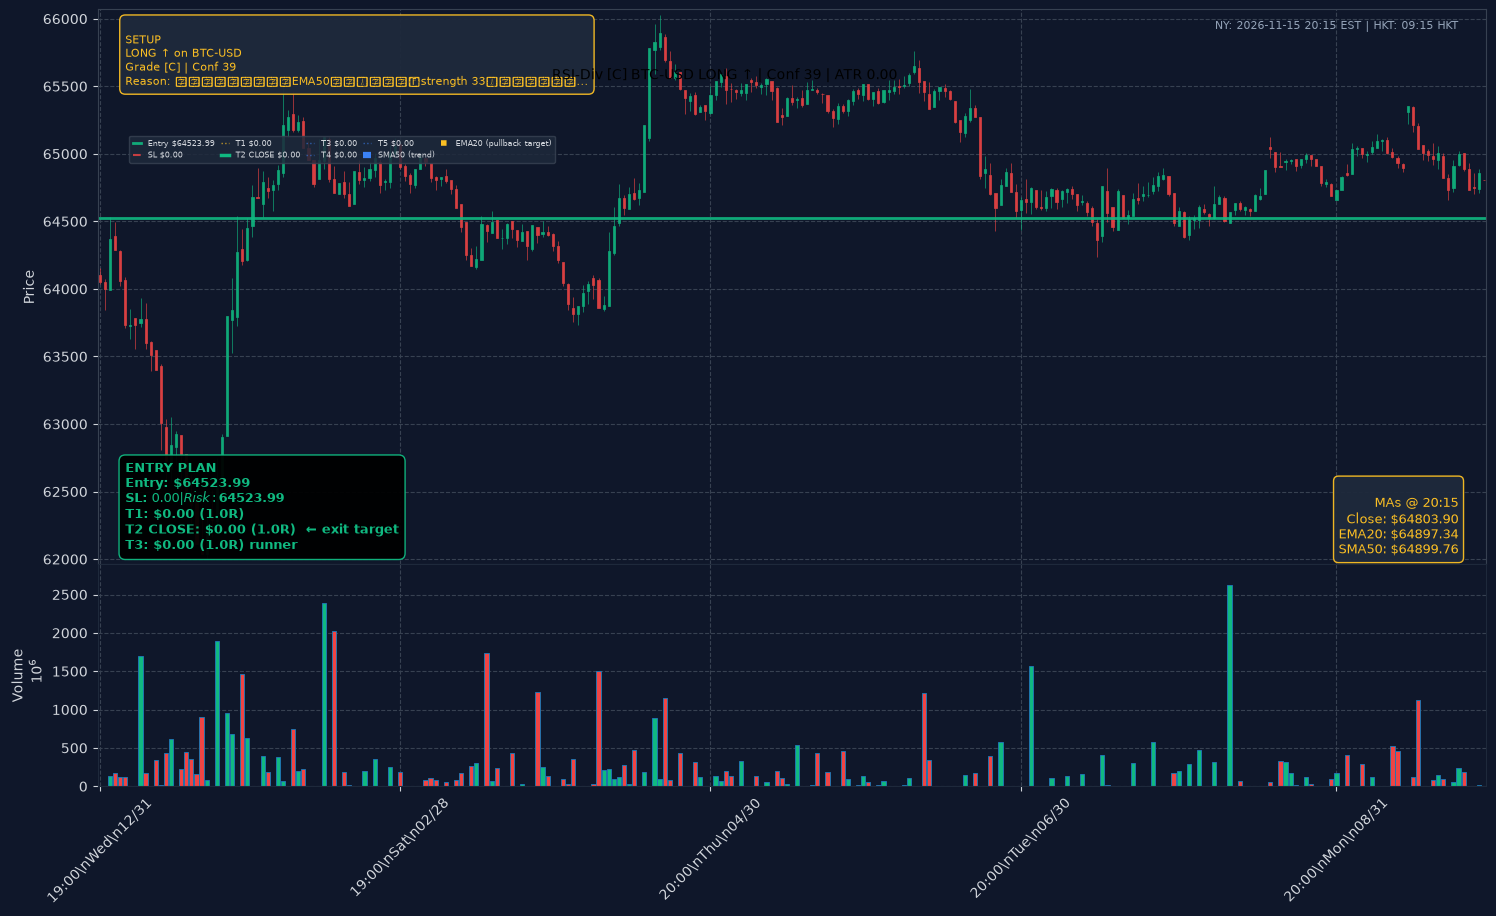 NY: 2026-11-15 20:15 EST | HKT: 09:15 HKT
SETUP
LONG ↑ on BTC-USD
Grade [C] | Conf 39
Reason: EMA50 strength 33 ...
RSI-Div [C] BTC-USD LONG ↑ | Conf 39 | ATR 0.00
Entry $64523.99 T1 $0.00 T3 $0.00 T5 $0.00 EMA20 (pullback target)
SL $0.00 T2 CLOSE $0.00 T4 $0.00 SMA50 (trend)
Price
66000
65500
65000
64500
64000
63500
63000
62500
62000
ENTRY PLAN
Entry: $64523.99
SL: 0.00|Risk:64523.99
T1: $0.00 (1.0R)
T2 CLOSE: $0.00 (1.0R) ← exit target
T3: $0.00 (1.0R) runner
MAs @ 20:15
Close: $64803.90
EMA20: $64897.34
SMA50: $64899.76
Volume
10⁶
2500
2000
1500
1000
500
0
19:00\nWed\n12/31
19:00\nSat\n02/28
20:00\nThu\n04/30
20:00\nTue\n06/30
20:00\nMon\n08/31